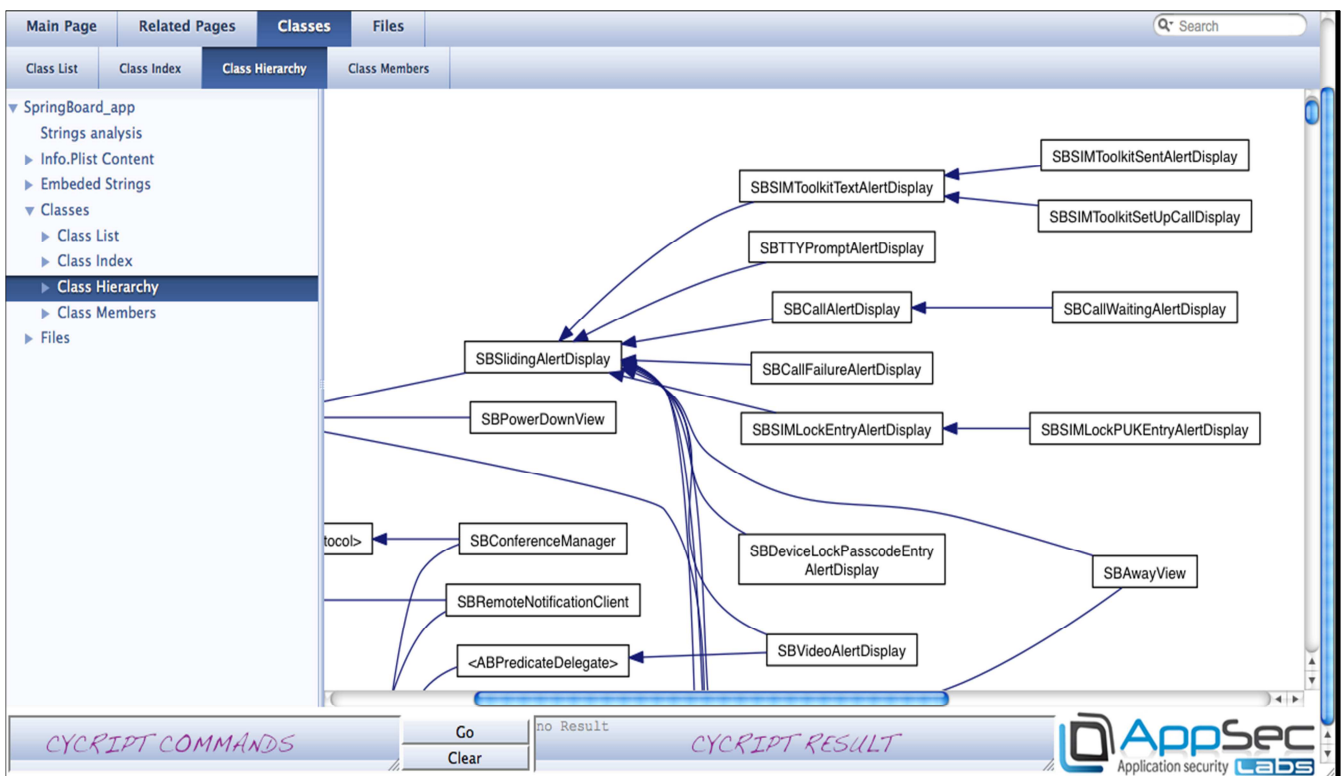 Main Page
Related Pages
Classes
Files
Search
Class List
Class Index
Class Hierarchy
Class Members
SpringBoard_app
Strings analysis
Info.Plist Content
Embeded Strings
Classes
Class List
Class Index
Class Hierarchy
Class Members
Files
SBSIMToolkitSentAlertDisplay
SBSIMToolkitTextAlertDisplay
SBSIMToolkitSetUpCallDisplay
SBTTYPromptAlertDisplay
SBCallAlertDisplay
SBCallWaitingAlertDisplay
SBSlidingAlertDisplay
SBCallFailureAlertDisplay
SBPowerDownView
SBSIMLockEntryAlertDisplay
SBSIMLockPUKEntryAlertDisplay
tocol>
SBConferenceManager
SBDeviceLockPasscodeEntry
AlertDisplay
SBAwayView
SBRemoteNotificationClient
SBVideoAlertDisplay
<ABPredicateDelegate>
CYCRIPT COMMANDS
Go
Clear
no Result
CYCRIPT RESULT
AppSec
Application security Labs